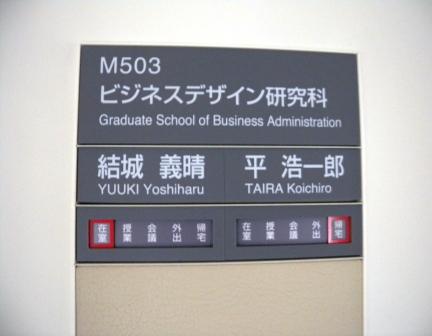 M503
ビジネスデザイン研究科
Graduate School of Business Administration
結城 義晴 平 浩一郎
YUUKI Yoshiharu TAIRA Koichiro
在室 授業 会議 外出 帰宅 在室 授業 会議 外出 帰宅